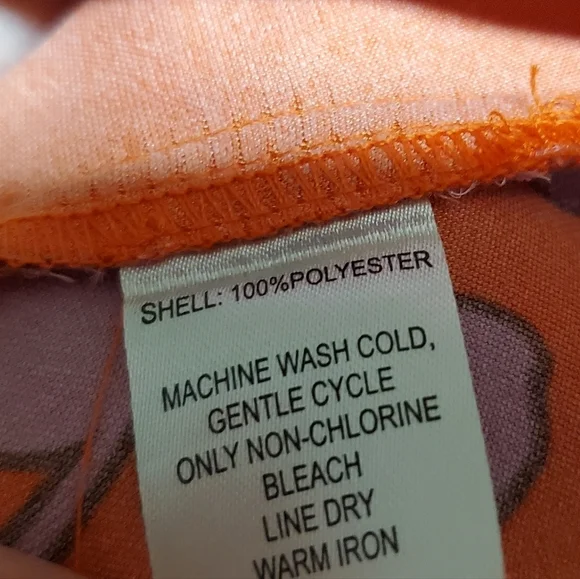 SHELL: 100%POLYESTER
MACHINE WASH COLD,
GENTLE CYCLE
ONLY NON-CHLORINE
BLEACH
LINE DRY
WARM IRON